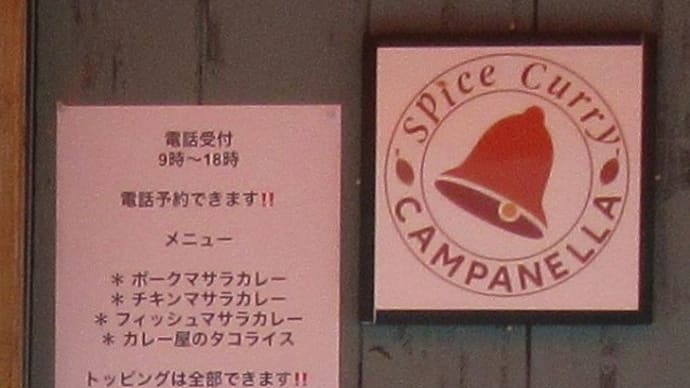 電話受付
9時〜18時
電話予約できます!!
メニュー
＊ ポークマサラカレー
＊ チキンマサラカレー
＊ フィッシュマサラカレー
＊ カレー屋のタコライス
トッピングは全部できます!!
Spice Curry
CAMPANELLA